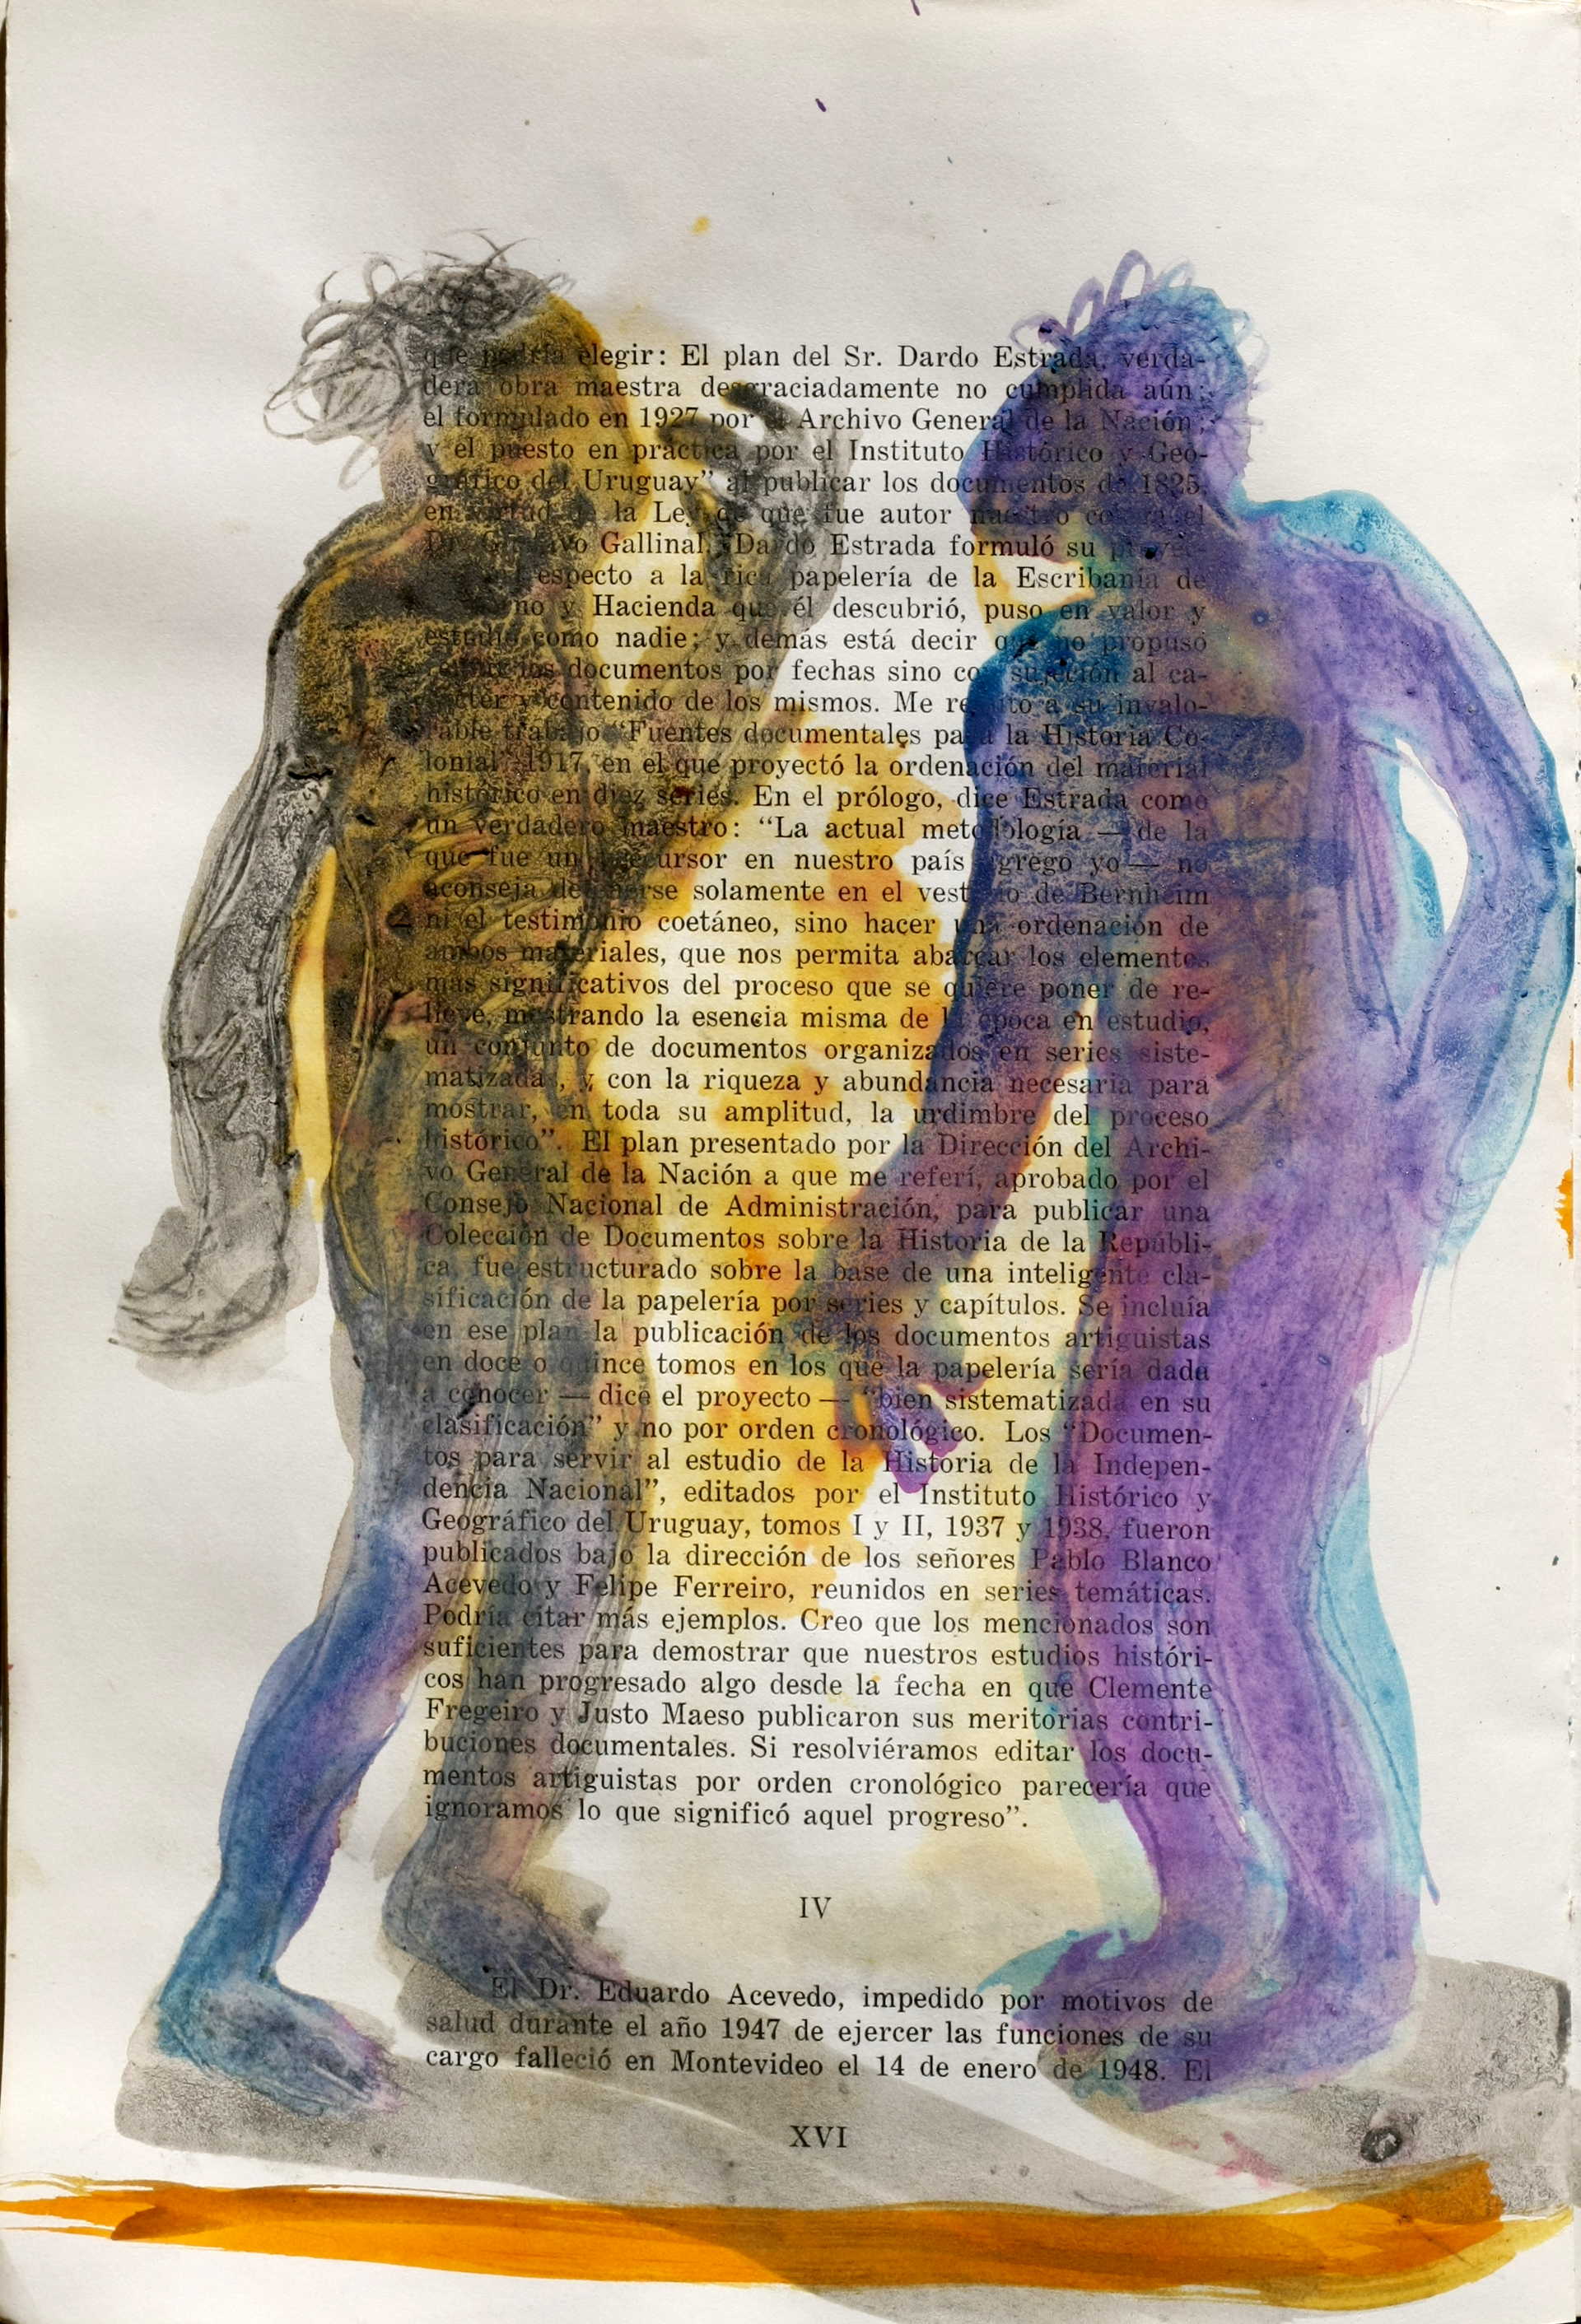 que podría elegir: El plan del Sr. Dardo Estrada, verda-
dera obra maestra desgraciadamente no cumplida aún;
el formulado en 1927 por el Archivo General de la Nación;
y el puesto en práctica por el Instituto Histórico y Geo-
gráfico del Uruguay” al publicar los documentos de 1825,
en virtud de la Ley de que fue autor nuestro
Dr. Gustavo Gallinal. Dardo Estrada formuló su proyec-
respecto a la rica papelería de la Escribanía de
no y Hacienda que él descubrió, puso en valor y
estudió como nadie; y demás está decir que no propuso
los documentos por fechas sino con sujeción al ca-
rácter y contenido de los mismos. Me remito a su invalo-
rable trabajo “Fuentes documentales para la Historia Co-
lonial” 1917, en el que proyectó la ordenación del material
histórico en diez series. En el prólogo, dice Estrada como
un verdadero maestro: “La actual metodología — de la
que fue un precursor en nuestro país agrego yo — no
aconseja detenerse solamente en el vestigio de Bernheim
ni el testimonio coetáneo, sino hacer una ordenación de
ambos materiales, que nos permita abarcar los elementos
más significativos del proceso que se quiere poner de re-
lieve, mostrando la esencia misma de la época en estudio,
un conjunto de documentos organizados en series siste-
matizadas, y con la riqueza y abundancia necesaria para
mostrar, en toda su amplitud, la urdimbre del proceso
histórico”. El plan presentado por la Dirección del Archi-
vo General de la Nación a que me referí, aprobado por el
Consejo Nacional de Administración, para publicar una
Colección de Documentos sobre la Historia de la Repúbli-
ca, fue estructurado sobre la base de una inteligente cla-
sificación de la papelería por series y capítulos. Se incluía
en ese plan la publicación de los documentos artiguistas
en doce o quince tomos en los que la papelería sería dada
a conocer — dice el proyecto — “bien sistematizada en su
clasificación” y no por orden cronológico. Los “Documen-
tos para servir al estudio de la Historia de la Indepen-
dencia Nacional”, editados por el Instituto Histórico y
Geográfico del Uruguay, tomos I y II, 1937 y 1938, fueron
publicados bajo la dirección de los señores Pablo Blanco
Acevedo y Felipe Ferreiro, reunidos en series temáticas.
Podría citar más ejemplos. Creo que los mencionados son
suficientes para demostrar que nuestros estudios históri-
cos han progresado algo desde la fecha en que Clemente
Fregeiro y Justo Maeso publicaron sus meritorias contri-
buciones documentales. Si resolviéramos editar los docu-
mentos artiguistas por orden cronológico parecería que
ignoramos lo que significó aquel progreso”.
IV
El Dr. Eduardo Acevedo, impedido por motivos de
salud durante el año 1947 de ejercer las funciones de su
cargo falleció en Montevideo el 14 de enero de 1948. El
XVI